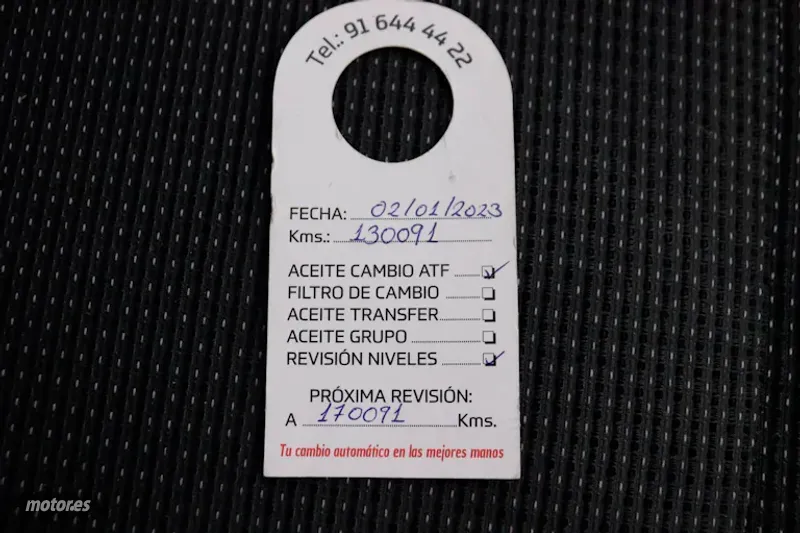 Tel.: 91 644 44 22
FECHA: 02/01/2023
Kms.: 130091
ACEITE CAMBIO ATF
FILTRO DE CAMBIO
ACEITE TRANSFER
ACEITE GRUPO
REVISIÓN NIVELES
PRÓXIMA REVISIÓN:
A 170091 Kms.
Tu cambio automático en las mejores manos
motor.es